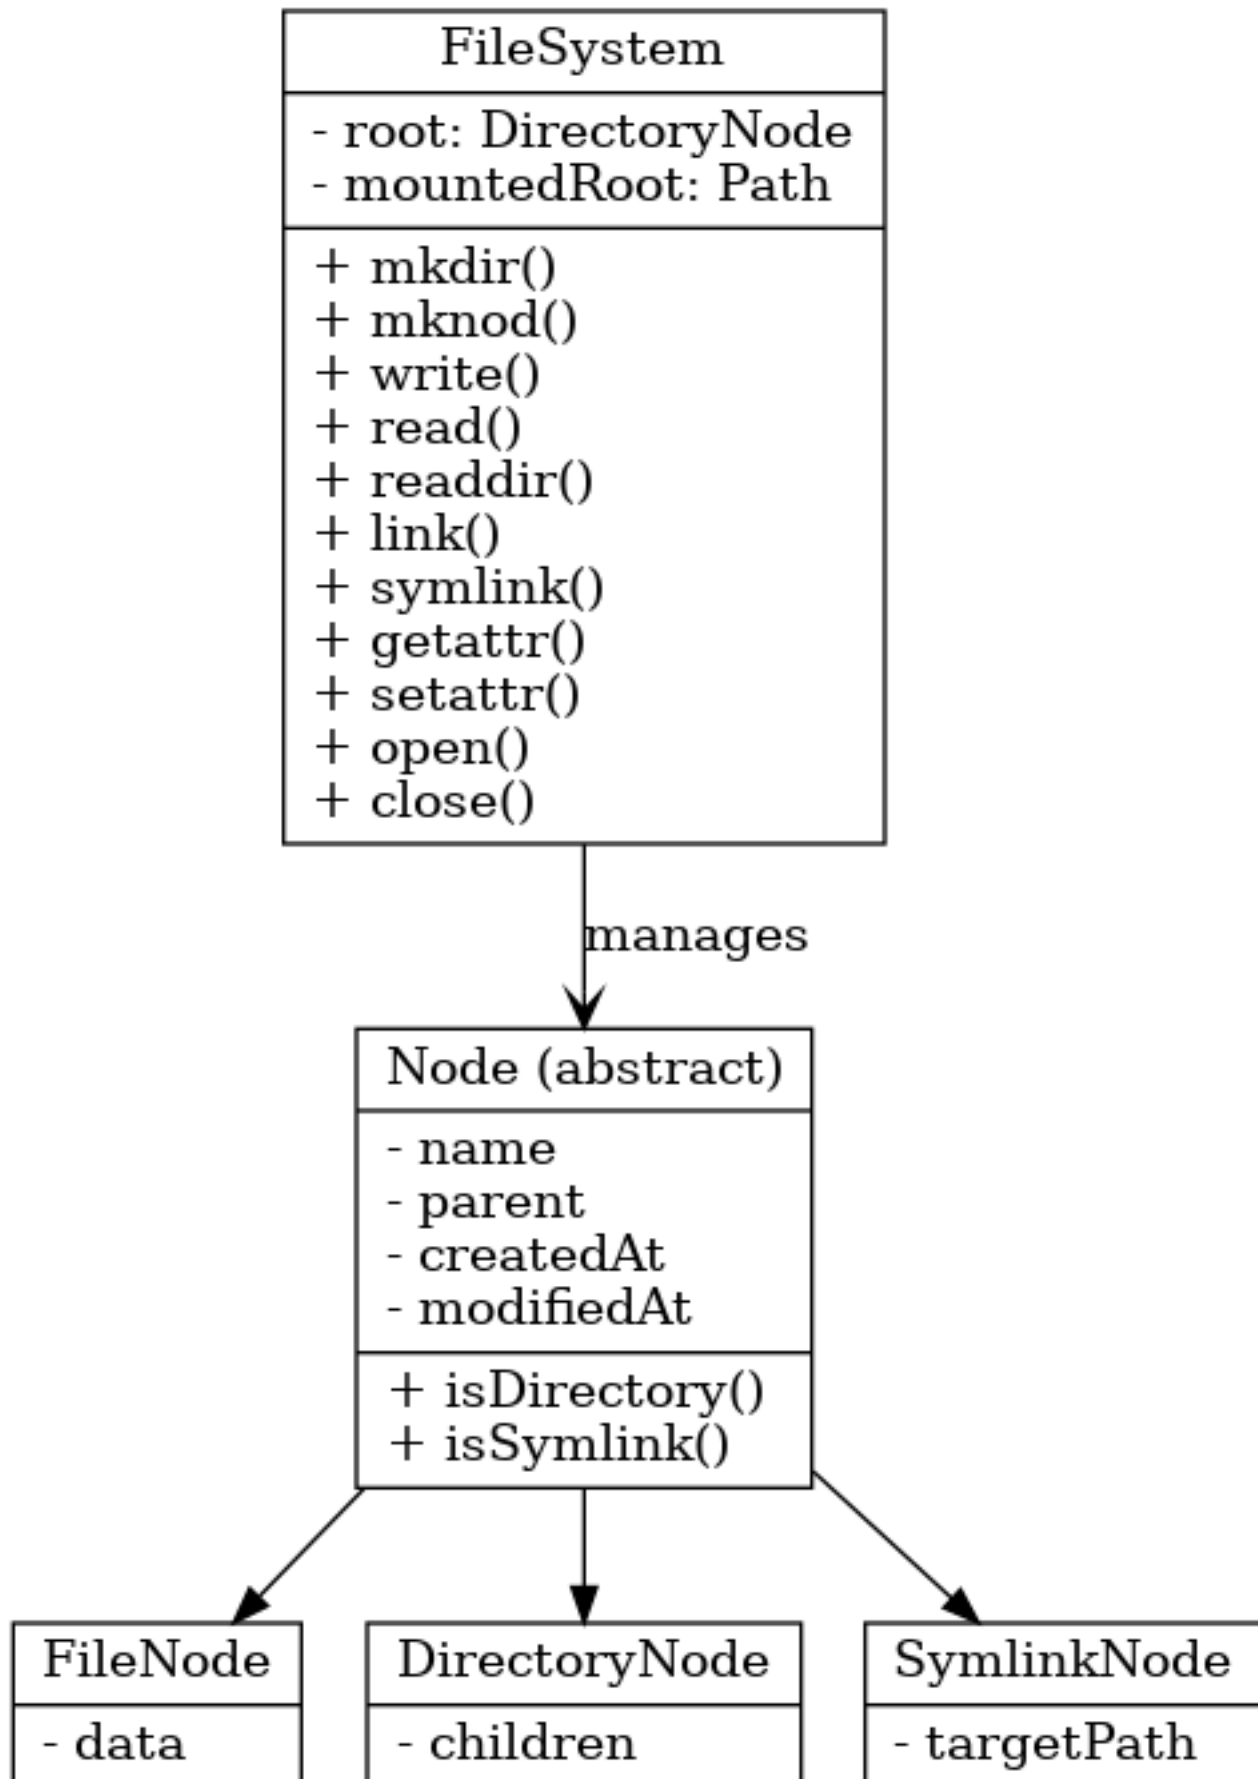 FileSystem
- root: DirectoryNode
- mountedRoot: Path
+ mkdir()
+ mknod()
+ write()
+ read()
+ readdir()
+ link()
+ symlink()
+ getattr()
+ setattr()
+ open()
+ close()
manages
Node (abstract)
- name
- parent
- createdAt
- modifiedAt
+ isDirectory()
+ isSymlink()
FileNode
- data
DirectoryNode
- children
SymlinkNode
- targetPath